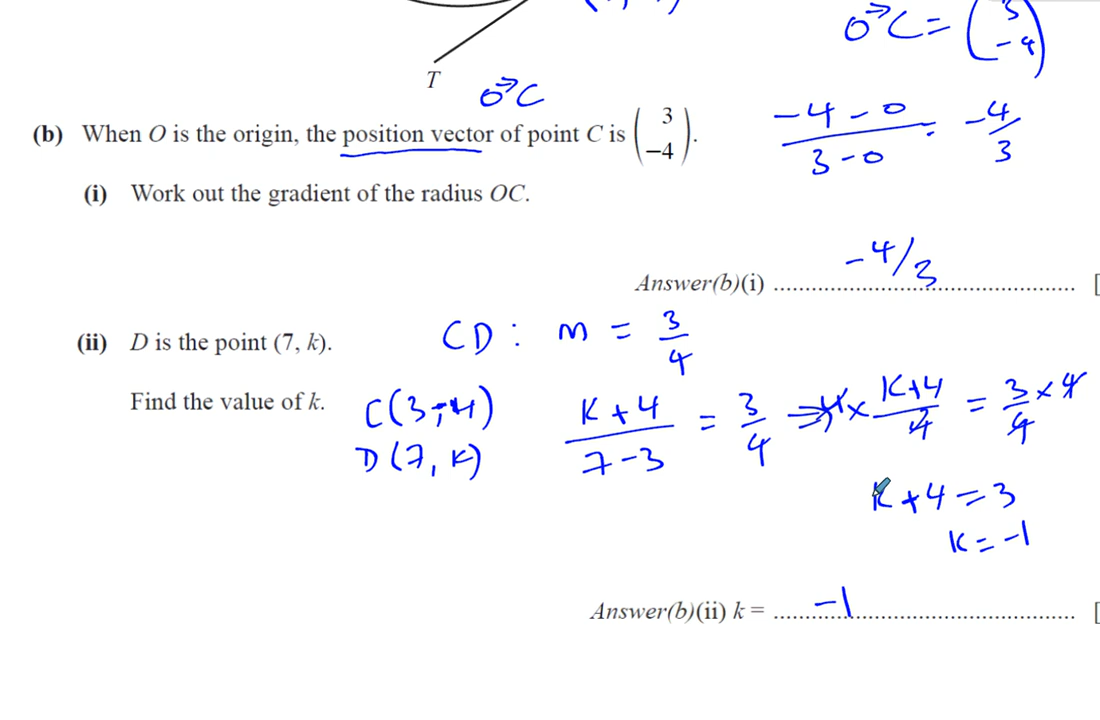 T
OC
OC = ( -4 )
(b) When O is the origin, the position vector of point C is ( 3 -4 ).
-4 - 0 / 3 - 0 = -4/3
(i) Work out the gradient of the radius OC.
-4/3
Answer(b)(i) .................................................... [
(ii) D is the point (7, k).
CD : m = 3/4
Find the value of k.
C(3,-4)
D(7, K)
K + 4 / 7 - 3 = 3/4 ⇒ 4 × K+4 / 4 = 3/4 × 4
K + 4 = 3
K = -1
Answer(b)(ii) k = -1 .................................................... [